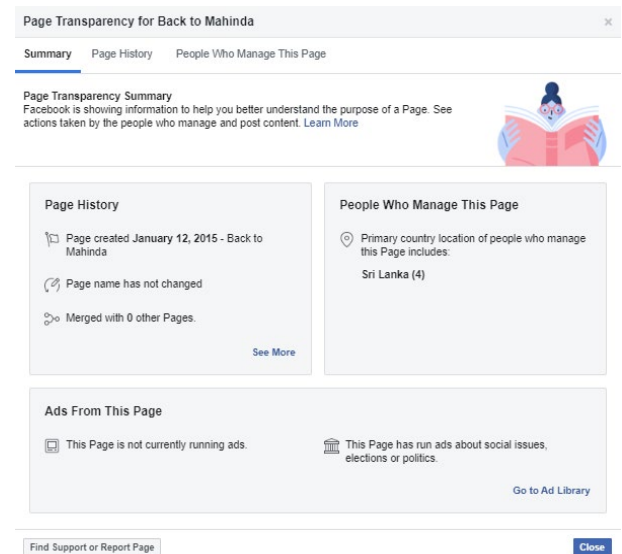 Page Transparency for Back to Mahinda
Summary Page History People Who Manage This Page
Page Transparency Summary
Facebook is showing information to help you better understand the purpose of a Page. See
actions taken by the people who manage and post content. Learn More
Page History
Page created January 12, 2015 - Back to
Mahinda
Page name has not changed
Merged with 0 other Pages.
See More
People Who Manage This Page
Primary country location of people who manage
this Page includes:
Sri Lanka (4)
Ads From This Page
This Page is not currently running ads.
This Page has run ads about social issues,
elections or politics.
Go to Ad Library
Find Support or Report Page
Close